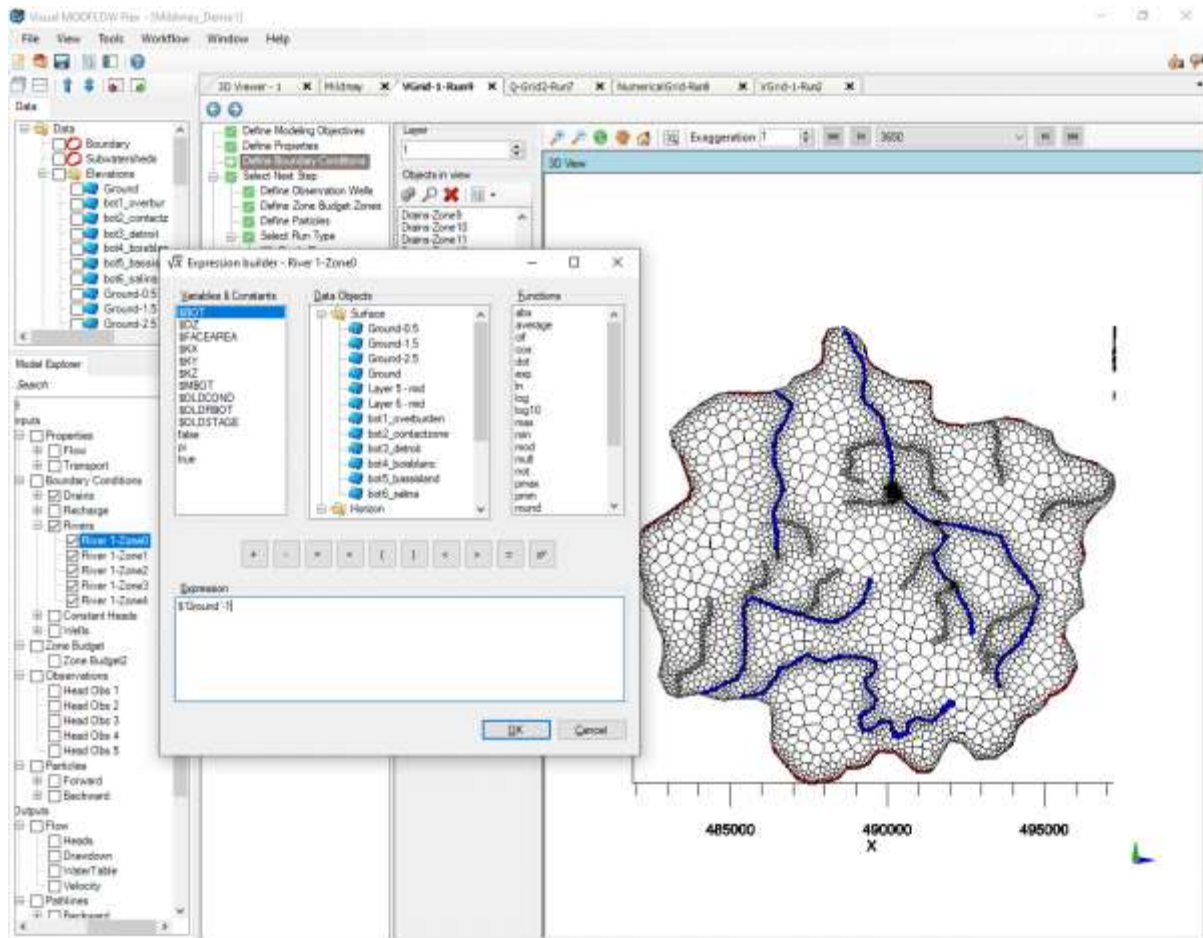 Visual MODFLOW Flex - [Mildmay_Demo1]
File View Tools Workflow Window Help
3D Viewer - 1 Mildmay VGrid-1-Run4 Q-Grid2-Run7 NumericalGrid-Run8 VGrid-1-Run2
Data
Data
Boundary
Subwatersheds
Elevations
Ground
bot1_overbur
bot2_contactz
bot3_detroit
bot4_boisblan
bot5_bassisla
bot6_salina
Ground-0.5
Ground-1.5
Ground-2.5
Define Modeling Objectives
Define Properties
Define Boundary Conditions
Select Next Step
Define Observation Wells
Define Zone Budget Zones
Define Particles
Select Run Type
Layer
1
Objects in view
Drains-Zone9
Drains-Zone10
Drains-Zone11
Exaggeration 1
3650
3D View
Expression builder - River 1-Zone0
Variables & Constants
$BOT
$DZ
$FACEAREA
$KX
$KY
$KZ
$MBOT
$OLDCOND
$OLDRBOT
$OLDSTAGE
false
pi
true
Data Objects
Surface
Ground-0.5
Ground-1.5
Ground-2.5
Ground
Layer 5 - mid
Layer 6 - mid
bot1_overburden
bot2_contactzone
bot3_detroit
bot4_boisblanc
bot5_bassisland
bot6_salina
Horizon
Functions
abs
average
cos
exp
ln
log
log10
max
min
mod
mult
not
pmax
pmin
round
Expression
$'Ground'-1
OK
Cancel
Model Explorer
Search
Inputs
Properties
Flow
Transport
Boundary Conditions
Drains
Recharge
Rivers
River 1-Zone0
River 1-Zone1
River 1-Zone2
River 1-Zone3
River 1-Zone4
Constant Heads
Wells
Zone Budget
Zone Budget2
Observations
Head Obs 1
Head Obs 2
Head Obs 3
Head Obs 4
Head Obs 5
Particles
Forward
Backward
Outputs
Flow
Heads
Drawdown
WaterTable
Velocity
Pathlines
Backward
485000 490000 495000
X